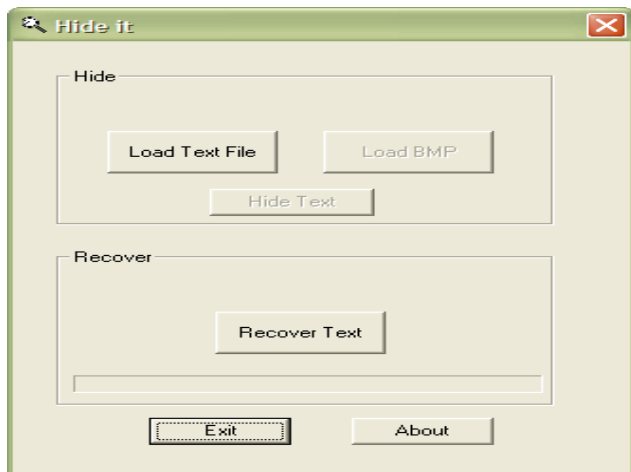 Hide it
Hide
Load Text File Load BMP
Hide Text
Recover
Recover Text
Exit About